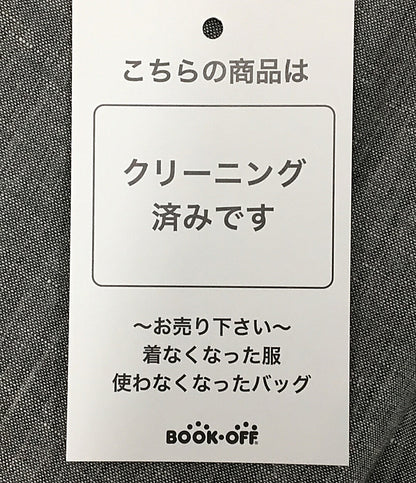 こちらの商品は
クリーニング
済みです
～お売り下さい～
着なくなった服
使わなくなったバッグ
BOOK・OFF